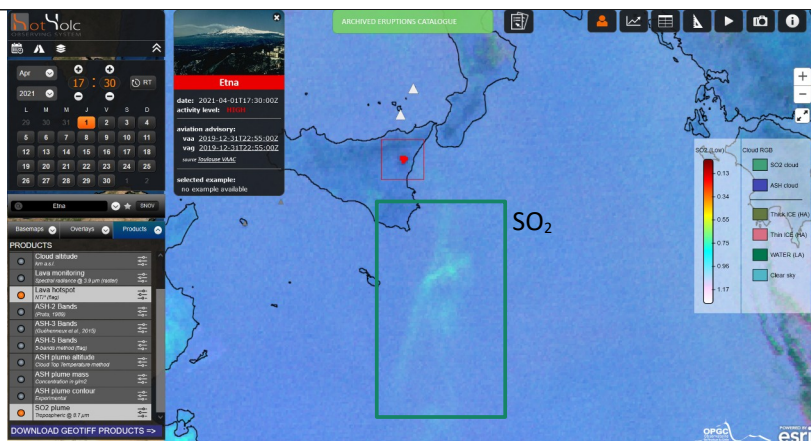 HotVolc
OBSERVING SYSTEM
Apr
17 : 30
RT
2021
L M M J V S D
29 30 31 1 2 3 4
5 6 7 8 9 10 11
12 13 14 15 16 17 18
19 20 21 22 23 24 25
26 27 28 29 30 1 2
Etna
SNOV
Basemaps
Overlays
Products
PRODUCTS
Cloud altitude
km a.s.l.
Lava monitoring
Spectral radiance @ 3.9 µm (raster)
Lava hotspot
NTI* (flag)
ASH-2 Bands
(Prata, 1989)
ASH-3 Bands
(Guéhenneux et al., 2015)
ASH-5 Bands
5-bands method (flag)
ASH plume altitude
Cloud Top Temperature method
ASH plume mass
Concentration in g/m2
ASH plume contour
Experimental
SO2 plume
Tropospheric @ 8.7 µm
DOWNLOAD GEOTIFF PRODUCTS =>
Etna
date: 2021-04-01T17:30:00Z
activity level: HIGH
aviation advisory:
vaa 2019-12-31T22:55:00Z
vag 2019-12-31T22:55:00Z
source Toulouse VAAC
selected example:
no example available
ARCHIVED ERUPTIONS CATALOGUE
SO₂
+
−
SO2 (Low)
0.13
0.34
0.55
0.75
0.96
1.17
Cloud RGB
SO2 cloud
ASH cloud
Thick ICE (HA)
Thin ICE (HA)
WATER (LA)
Clear sky
OPGC
POWERED BY
esri